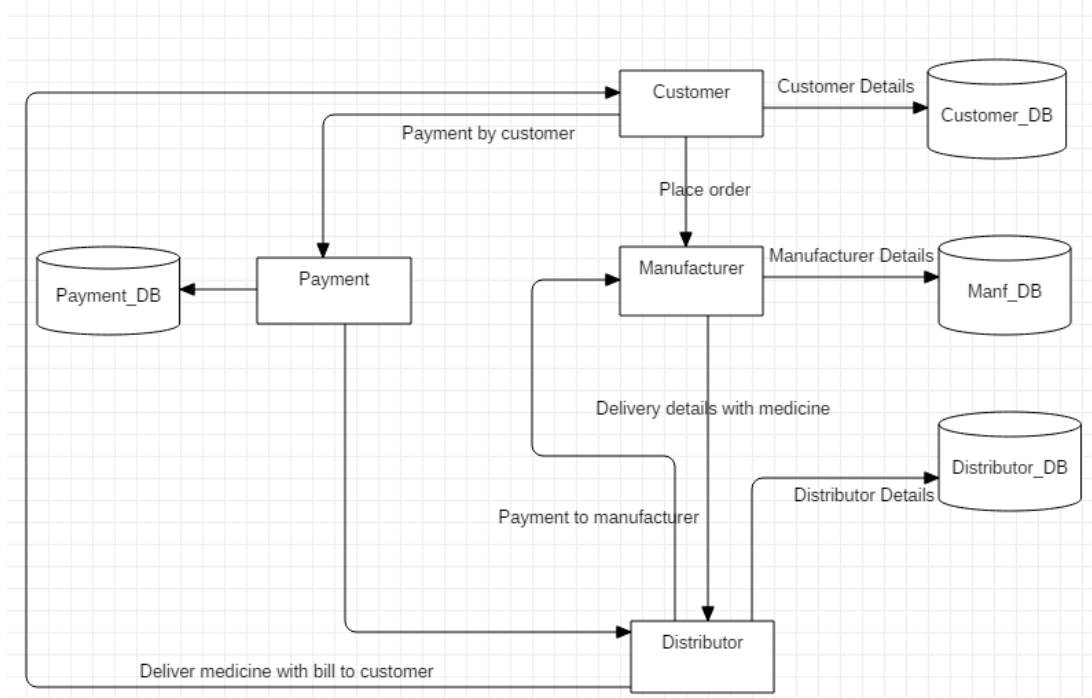 Customer
Customer Details
Customer_DB
Payment by customer
Place order
Payment_DB
Payment
Manufacturer
Manufacturer Details
Manf_DB
Delivery details with medicine
Distributor_DB
Distributor Details
Payment to manufacturer
Distributor
Deliver medicine with bill to customer